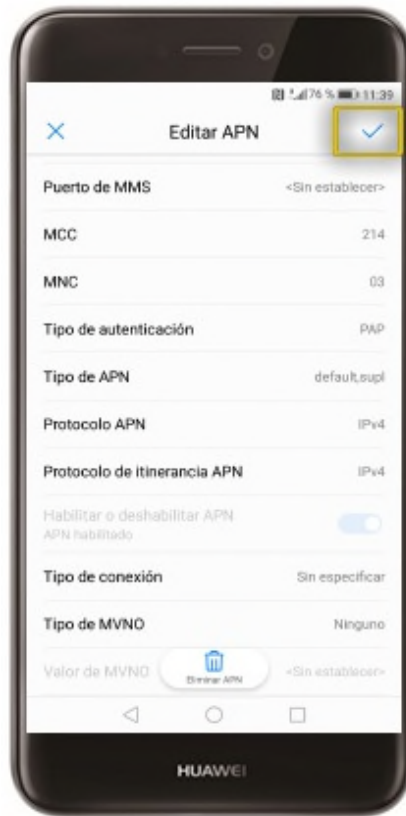 76 % 11:39
Editar APN
Puerto de MMS <Sin establecer>
MCC 214
MNC 03
Tipo de autenticación PAP
Tipo de APN default,supl
Protocolo APN IPv4
Protocolo de itinerancia APN IPv4
Habilitar o deshabilitar APN
APN habilitado
Tipo de conexión Sin especificar
Tipo de MVNO Ninguno
Valor de MVNO <Sin establecer>
Eliminar APN
HUAWEI